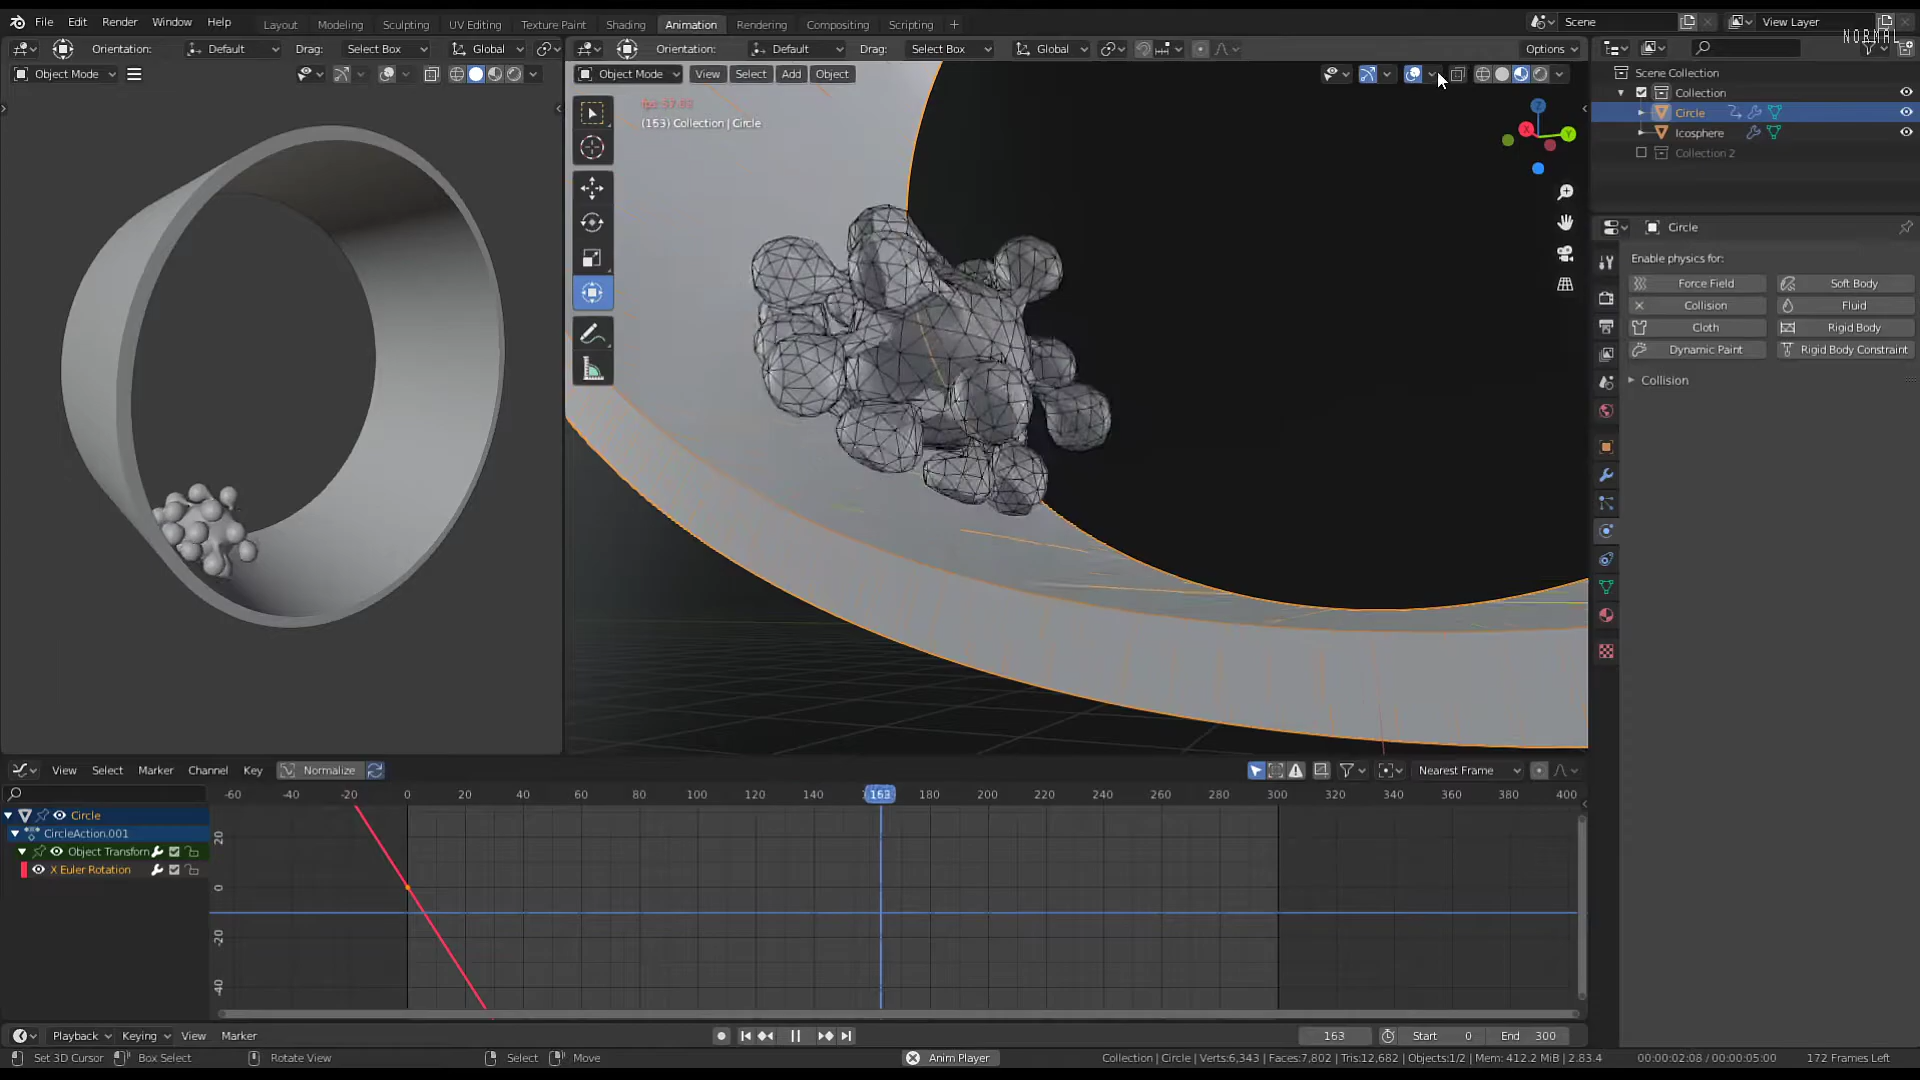 File Edit Render Window Help Layout Modeling Sculpting UV Editing Texture Paint Shading Animation Rendering Compositing Scripting + Scene View Layer
NORMAL
Orientation: Default Drag: Select Box Global
Orientation: Default Drag: Select Box Global Options
Object Mode
Object Mode View Select Add Object
(163) Collection | Circle
Z
X
Y
Scene Collection
Collection
Circle
Icosphere
Collection 2
Circle
Enable physics for:
Force Field Soft Body
Collision Fluid
Cloth Rigid Body
Dynamic Paint Rigid Body Constraint
Collision
View Select Marker Channel Key Normalize Nearest Frame
-60 -40 -20 0 20 40 60 80 100 120 140 163 180 200 220 240 260 280 300 320 340 360 380 400
Circle
CircleAction.001
Object Transform
X Euler Rotation
20
0
-20
-40
Playback Keying View Marker 163 Start 0 End 300
Set 3D Cursor Box Select Rotate View Select Move Anim Player Collection | Circle | Verts:6,343 | Faces:7,802 | Tris:12,682 | Objects:1/2 | Mem: 412.2 MiB | 2.83.4 00:00:02:08 / 00:00:05:00 172 Frames Left